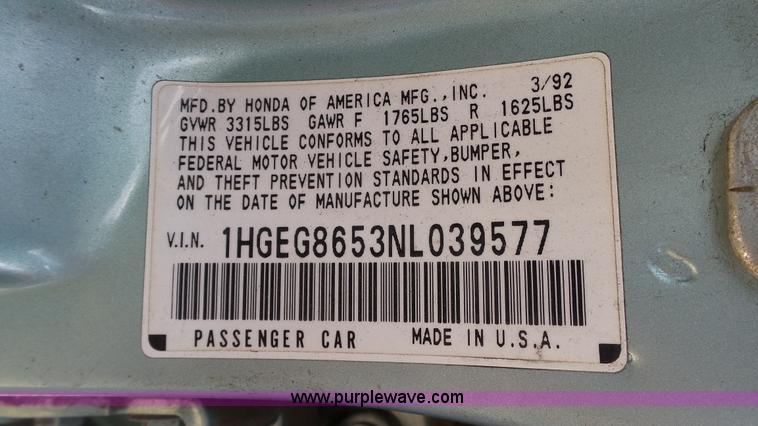 MFD.BY HONDA OF AMERICA MFG.,INC. 3/92
GVWR 3315LBS GAWR F 1765LBS R 1625LBS
THIS VEHICLE CONFORMS TO ALL APPLICABLE
FEDERAL MOTOR VEHICLE SAFETY,BUMPER,
AND THEFT PREVENTION STANDARDS IN EFFECT
ON THE DATE OF MANUFACTURE SHOWN ABOVE:
V.I.N. 1HGEG8653NL039577
PASSENGER CAR MADE IN U.S.A.
www.purplewave.com